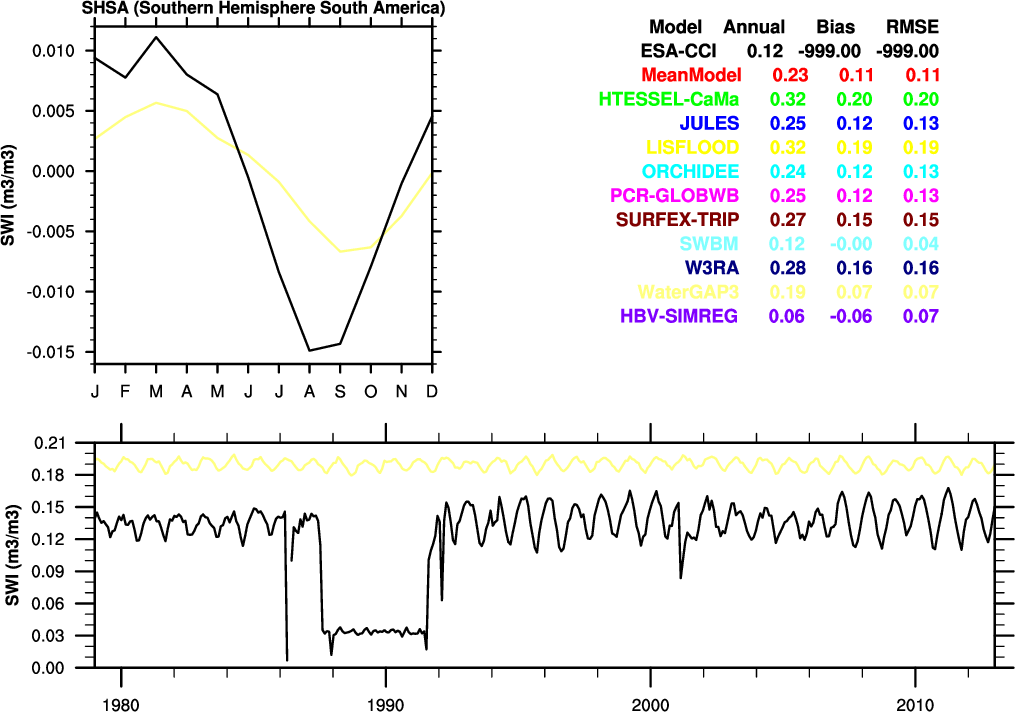 SHSA (Southern Hemisphere South America)
SWI (m3/m3)
0.010
0.005
0.000
-0.005
-0.010
-0.015
J F M A M J J A S O N D
Model Annual Bias RMSE
ESA-CCI 0.12 -999.00 -999.00
MeanModel 0.23 0.11 0.11
HTESSEL-CaMa 0.32 0.20 0.20
JULES 0.25 0.12 0.13
LISFLOOD 0.32 0.19 0.19
ORCHIDEE 0.24 0.12 0.13
PCR-GLOBWB 0.25 0.12 0.13
SURFEX-TRIP 0.27 0.15 0.15
SWBM 0.12 -0.00 0.04
W3RA 0.28 0.16 0.16
WaterGAP3 0.19 0.07 0.07
HBV-SIMREG 0.06 -0.06 0.07
SWI (m3/m3)
0.21
0.18
0.15
0.12
0.09
0.06
0.03
0.00
1980 1990 2000 2010